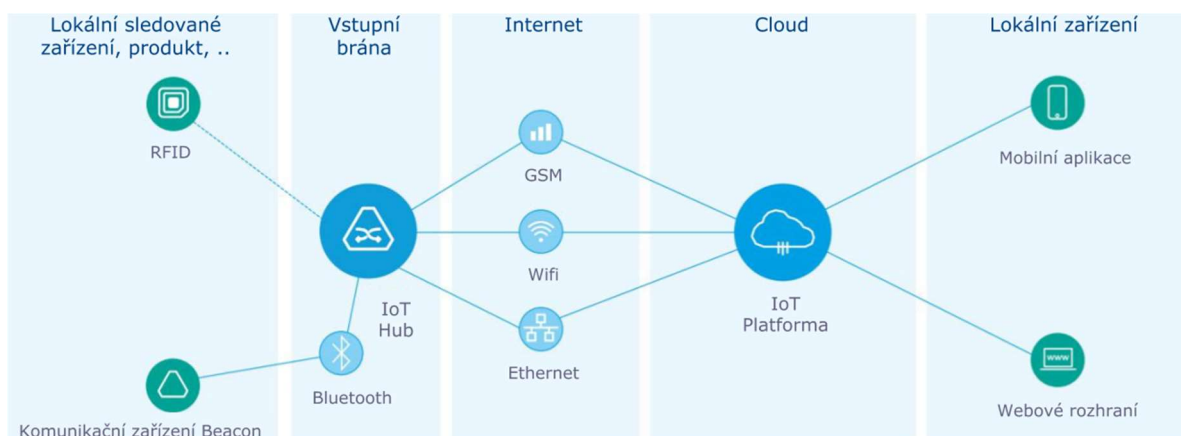 Lokální sledované
zařízení, produkt, ..
Vstupní
brána
Internet
Cloud
Lokální zařízení
RFID
GSM
Mobilní aplikace
Wifi
IoT
Hub
IoT
Platforma
Ethernet
Bluetooth
www
Webové rozhraní
Komunikační zařízení Beacon